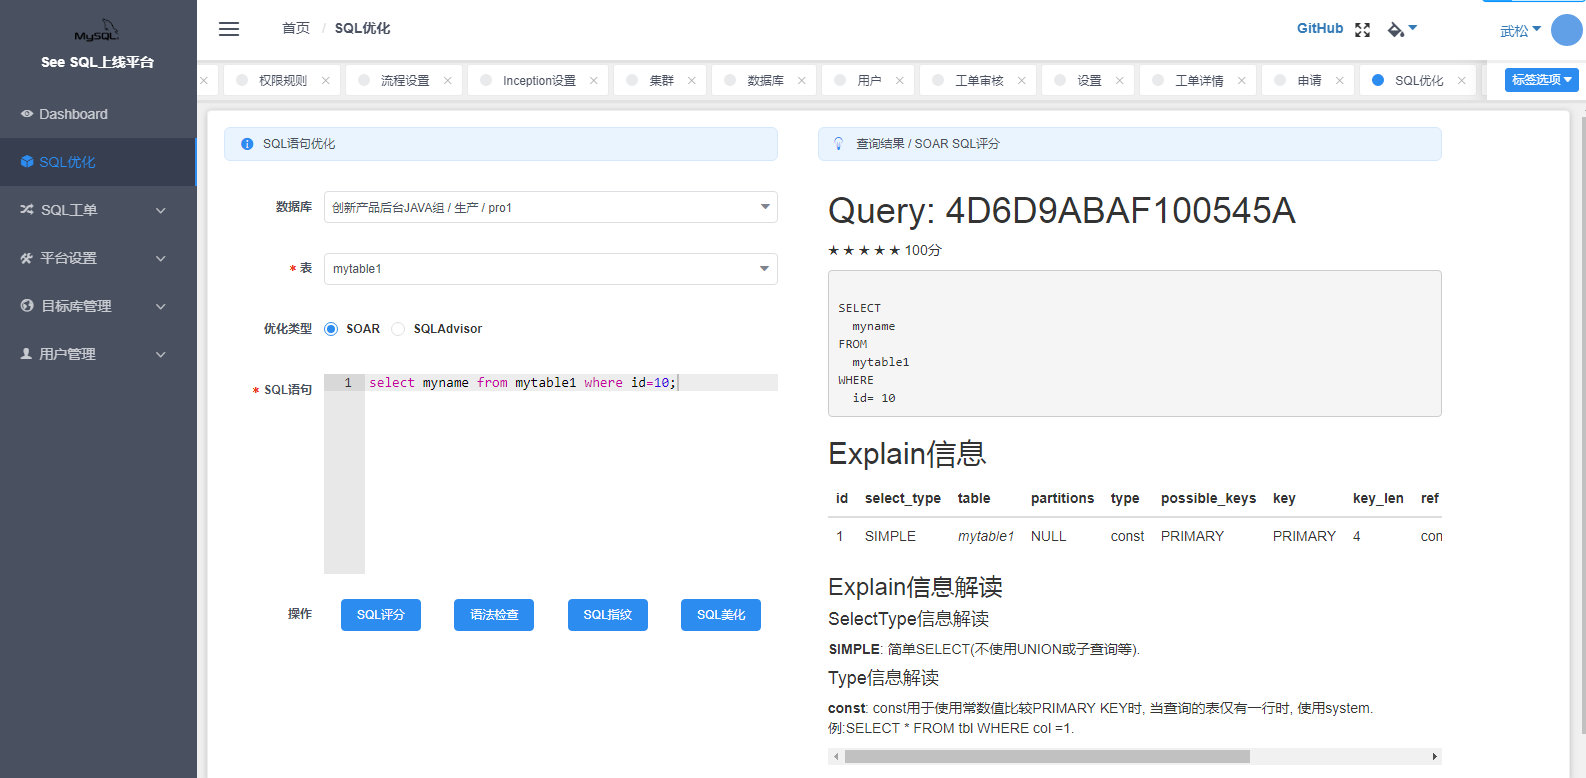 MySQL
See SQL上线平台
Dashboard
SQL优化
SQL工单
平台设置
目标库管理
用户管理
首页 / SQL优化
GitHub
武松
权限规则
流程设置
Inception设置
集群
数据库
用户
工单审核
设置
工单详情
申请
SQL优化
标签选项
SQL语句优化
数据库
创新产品后台JAVA组 / 生产 / pro1
* 表
mytable1
优化类型
SOAR
SQLAdvisor
* SQL语句
1 select myname from mytable1 where id=10;
操作
SQL评分
语法检查
SQL指纹
SQL美化
查询结果 / SOAR SQL评分
Query: 4D6D9ABAF100545A
★ ★ ★ ★ ★ 100分
SELECT
myname
FROM
mytable1
WHERE
id= 10
Explain信息
id select_type table partitions type possible_keys key key_len ref
1 SIMPLE mytable1 NULL const PRIMARY PRIMARY 4 con
Explain信息解读
SelectType信息解读
SIMPLE: 简单SELECT(不使用UNION或子查询等).
Type信息解读
const: const用于使用常数值比较PRIMARY KEY时, 当查询的表仅有一行时, 使用system.
例:SELECT * FROM tbl WHERE col =1.